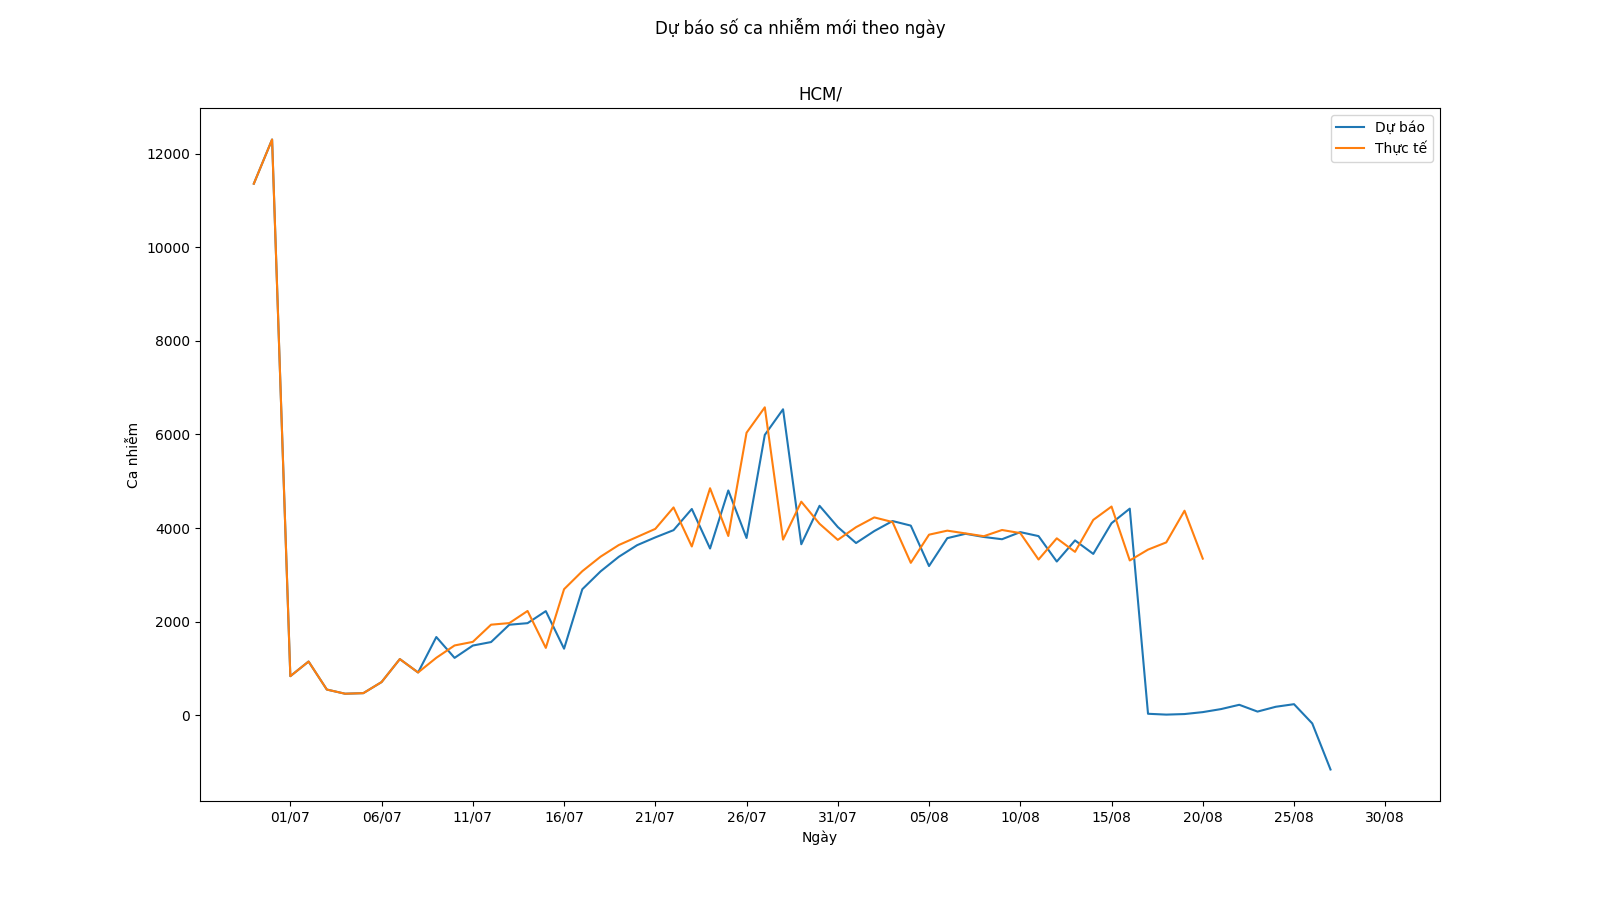 Dự báo số ca nhiễm mới theo ngày
HCM/
Dự báo
Thực tế
12000
10000
8000
6000
4000
2000
0
Ca nhiễm
01/07 06/07 11/07 16/07 21/07 26/07 31/07 05/08 10/08 15/08 20/08 25/08 30/08
Ngày